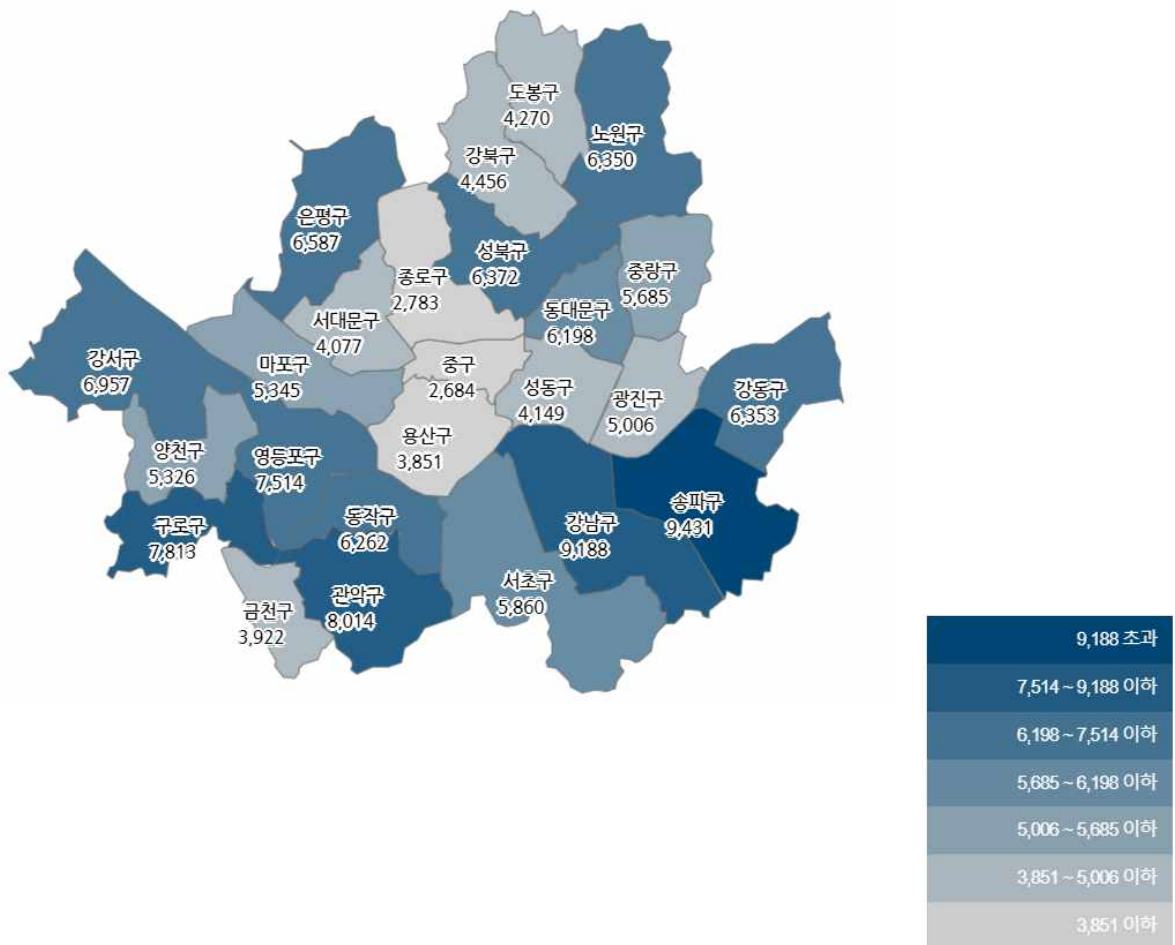 도봉구
4,270
노원구
6,350
강북구
4,456
은평구
6,587
성북구
6,372
종로구
2,783
중랑구
5,685
동대문구
6,198
서대문구
4,077
강서구
6,957
마포구
5,345
중구
2,684
성동구
4,149
광진구
5,006
강동구
6,353
용산구
3,851
양천구
5,326
영등포구
7,514
송파구
9,431
구로구
7,813
동작구
6,262
강남구
9,188
서초구
5,860
관악구
8,014
금천구
3,922
9,188 초과
7,514 ~ 9,188 이하
6,198 ~ 7,514 이하
5,685 ~ 6,198 이하
5,006 ~ 5,685 이하
3,851 ~ 5,006 이하
3,851 이하